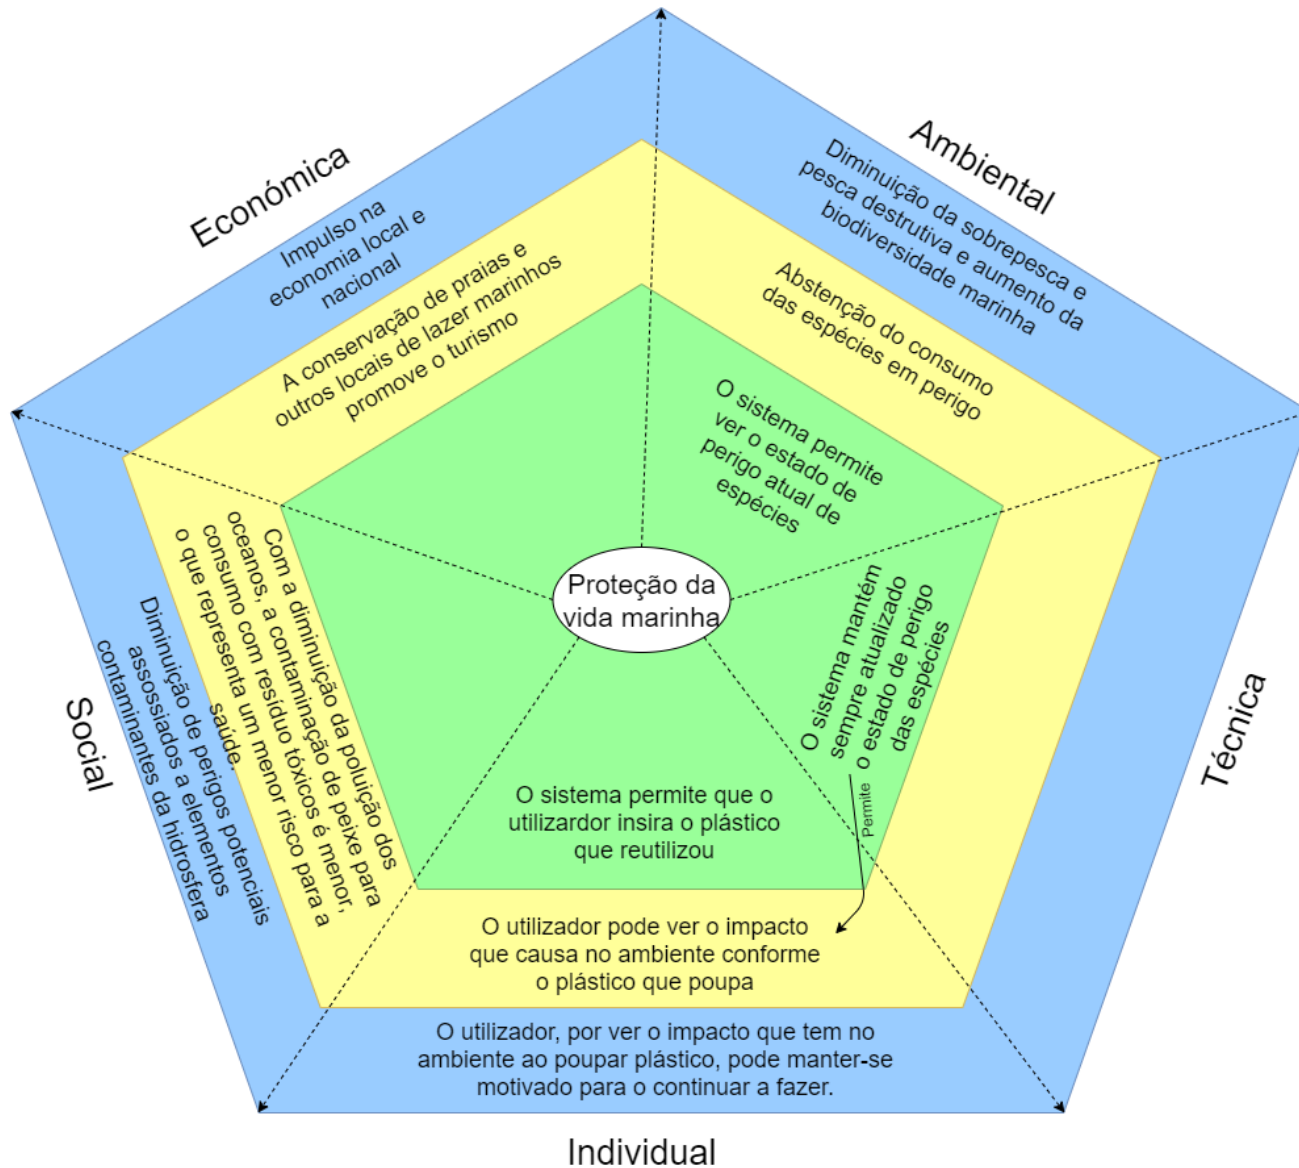 Económica
Impulso na
economia local e
nacional
A conservação de praias e
outros locais de lazer marinhos
promove o turismo
Ambiental
Diminuição da sobrepesca e
pesca destrutiva e aumento da
biodiversidade marinha
Abstenção do consumo
das espécies em perigo
O sistema permite
ver o estado de
perigo atual de
espécies
Proteção da
vida marinha
Técnica
O sistema mantém
sempre atualizado
o estado de perigo
das espécies
Permite
Social
Com a diminuição da poluição dos
oceanos, a contaminação de peixe para
consumo com resíduo tóxicos é menor,
o que representa um menor risco para a
saúde.
Diminuição de perigos potenciais
assossiados a elementos
contaminantes da hidrosfera
O sistema permite que o
utilizardor insira o plástico
que reutilizou
O utilizador pode ver o impacto
que causa no ambiente conforme
o plástico que poupa
O utilizador, por ver o impacto que tem no
ambiente ao poupar plástico, pode manter-se
motivado para o continuar a fazer.
Individual